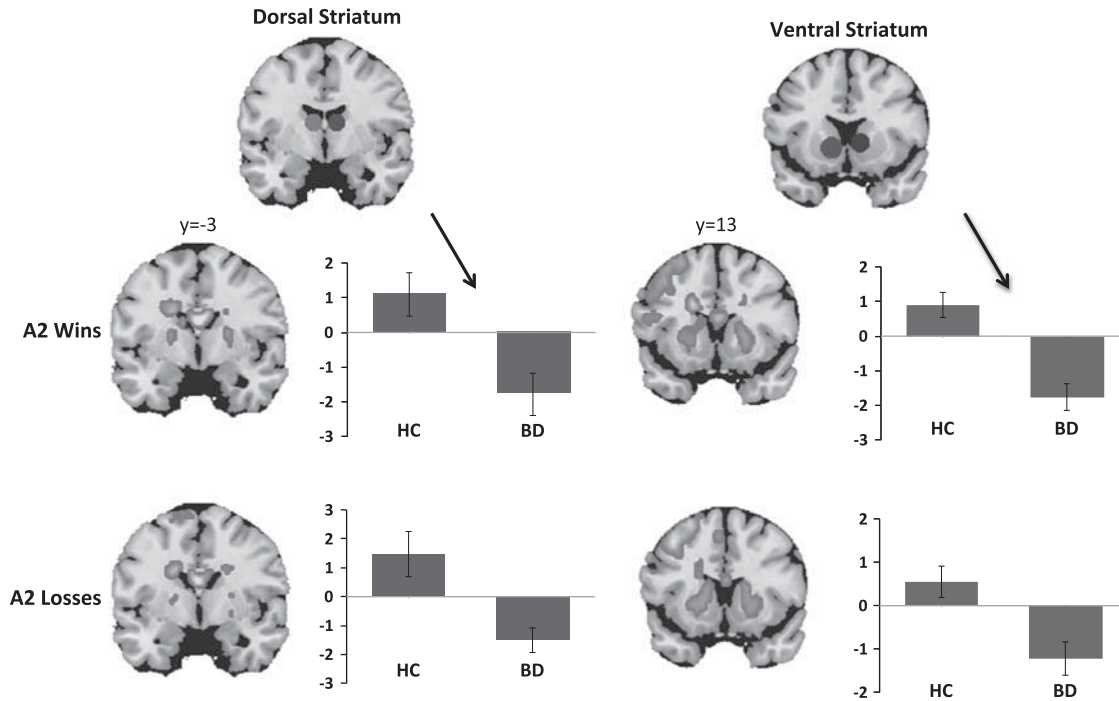 Dorsal Striatum
Ventral Striatum
y=-3
y=13
A2 Wins
2
1
0
-1
-2
-3
HC
BD
2
1
0
-1
-2
-3
HC
BD
A2 Losses
3
2
1
0
-1
-2
-3
HC
BD
2
1
0
-1
-2
HC
BD